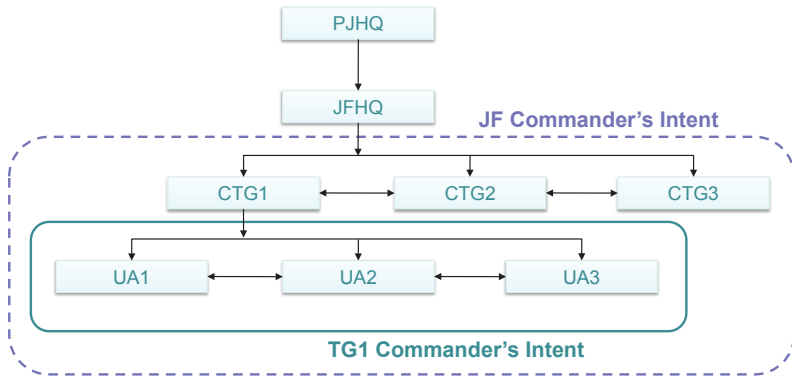 PJHQ
JFHQ
JF Commander's Intent
CTG1
CTG2
CTG3
UA1
UA2
UA3
TG1 Commander's Intent